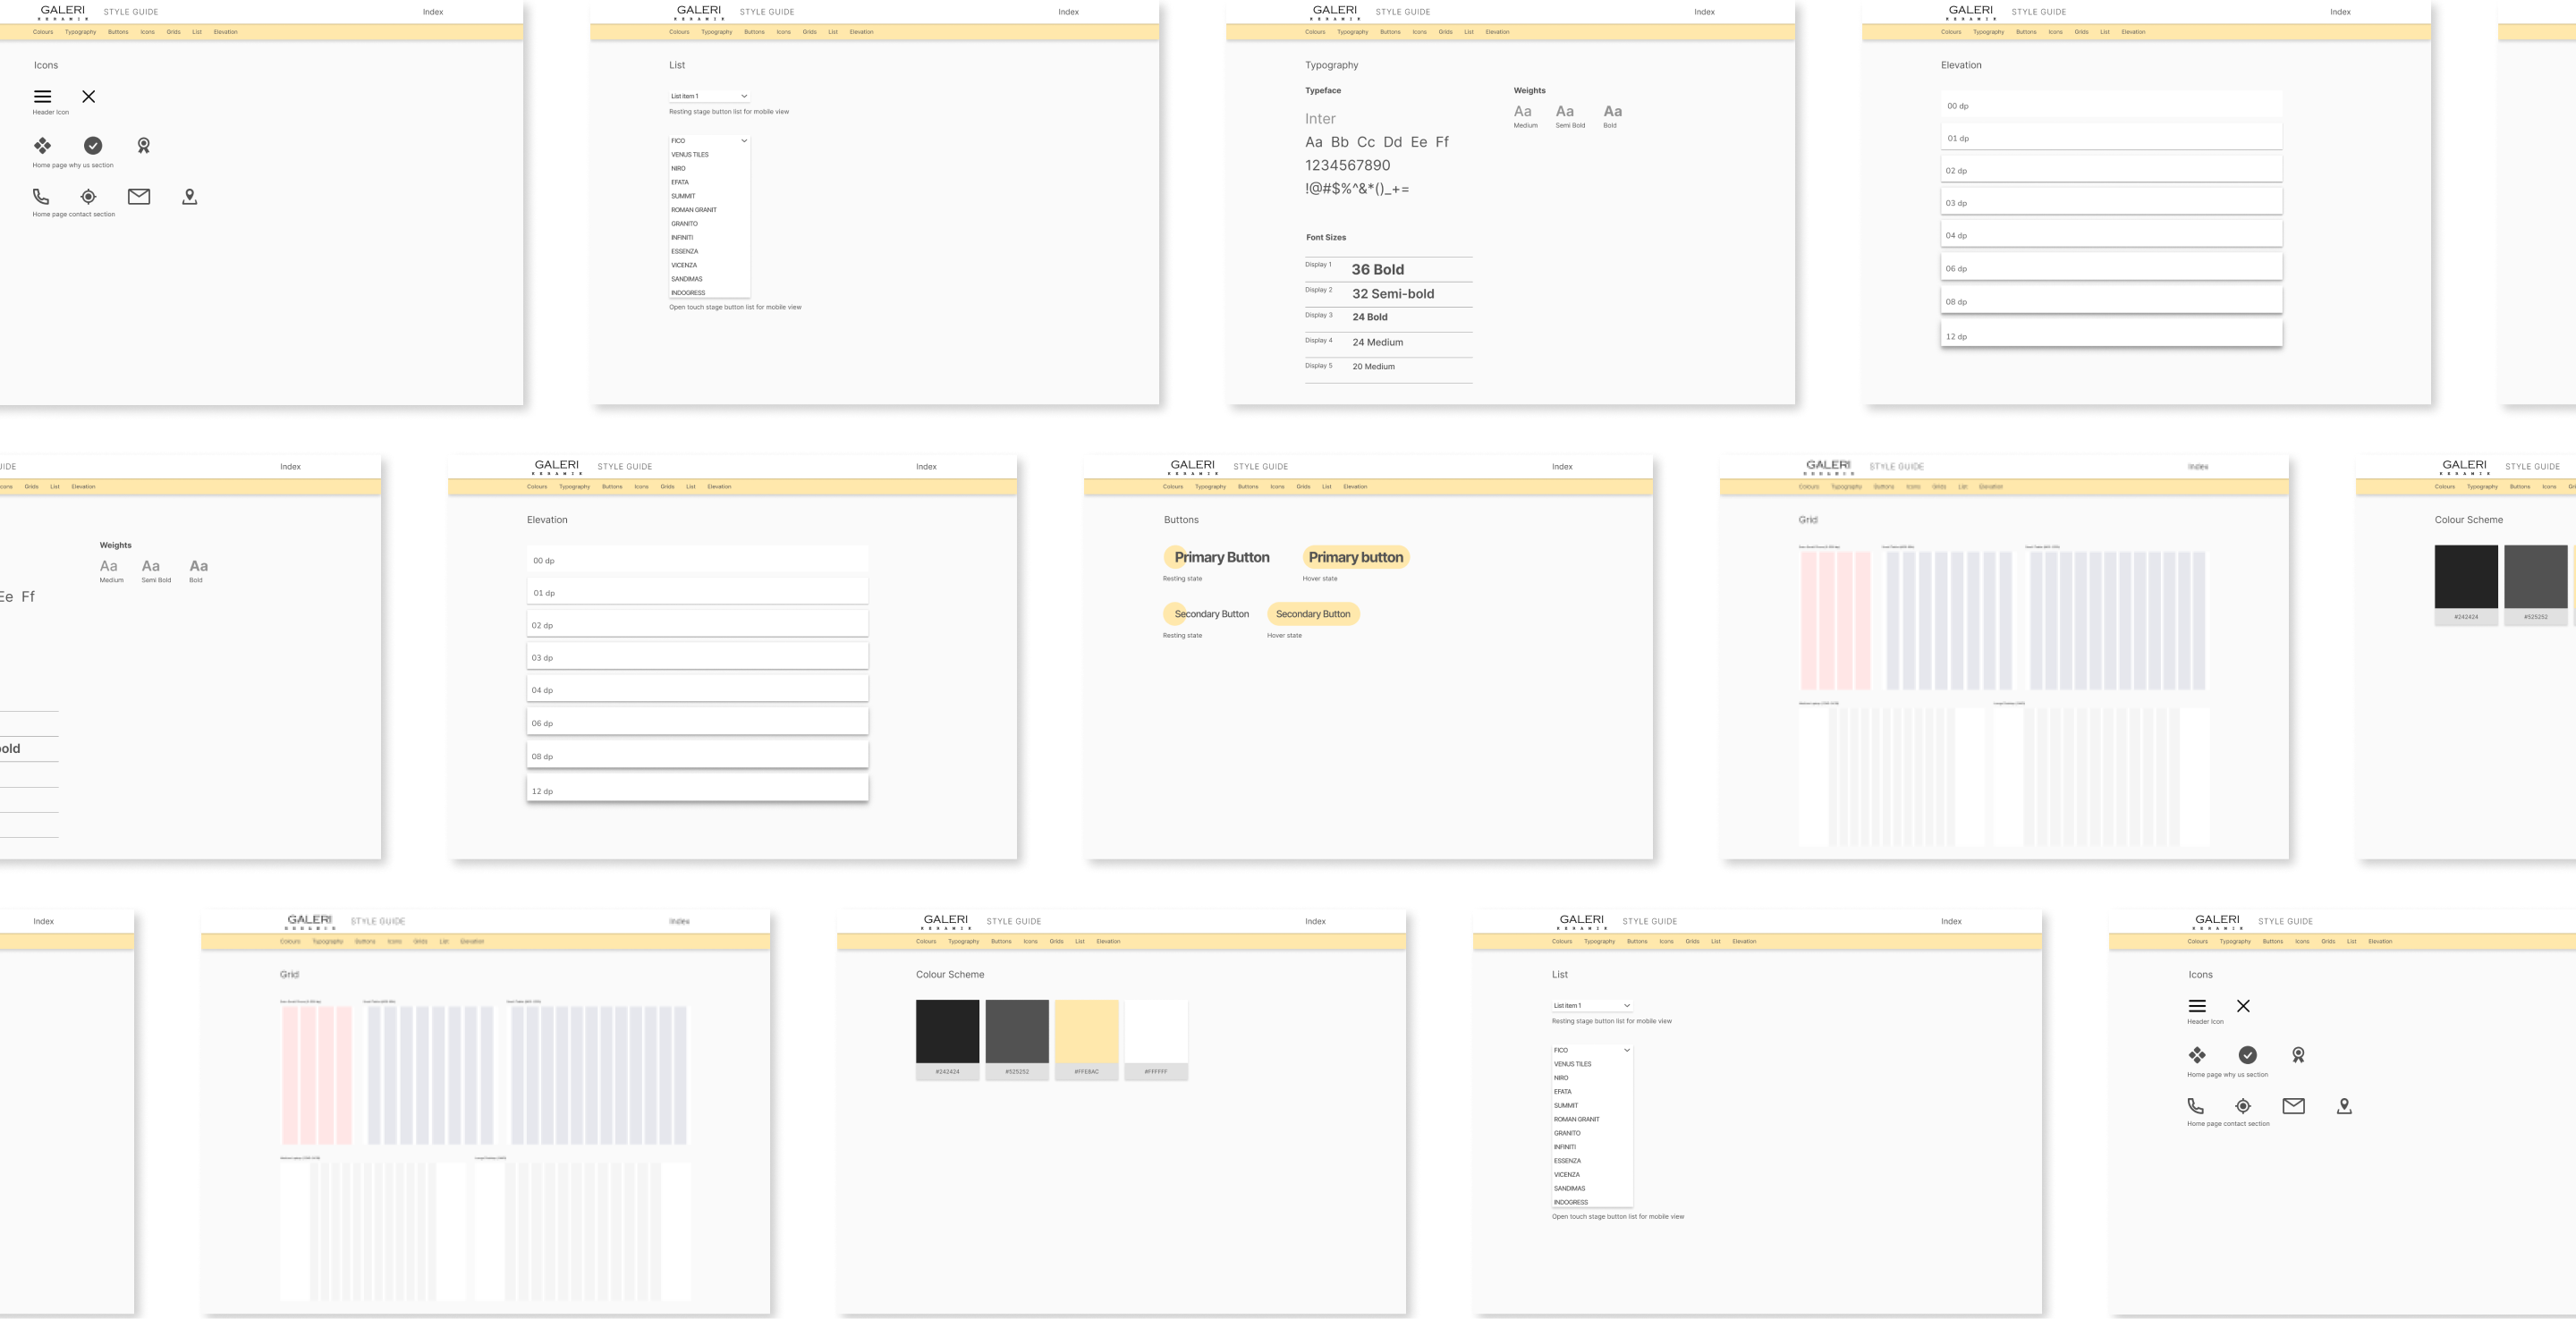 GALERI STYLE GUIDE Index
KERAMIK
Colours Typography Buttons Icons Grids List Elevation
Icons
Header Icon
Home page why us section
Home page contact section
GALERI STYLE GUIDE Index
KERAMIK
Colours Typography Buttons Icons Grids List Elevation
List
List item 1
Resting stage button list for mobile view
FICO
VENUS TILES
NIRO
EFATA
SUMMIT
ROMAN GRANIT
GRANITO
INFINITI
ESSENZA
VICENZA
SANDIMAS
INDOGRESS
Open touch stage button list for mobile view
GALERI STYLE GUIDE Index
KERAMIK
Colours Typography Buttons Icons Grids List Elevation
Typography
Typeface
Inter
Aa Bb Cc Dd Ee Ff
1234567890
!@#$%^&*()_+=
Weights
Aa Aa Aa
Medium Semi Bold Bold
Font Sizes
Display 1 36 Bold
Display 2 32 Semi-bold
Display 3 24 Bold
Display 4 24 Medium
Display 5 20 Medium
GALERI STYLE GUIDE Index
KERAMIK
Colours Typography Buttons Icons Grids List Elevation
Elevation
00 dp
01 dp
02 dp
03 dp
04 dp
06 dp
08 dp
12 dp
IDE Index
cons Grids List Elevation
Weights
Aa Aa Aa
Medium Semi Bold Bold
Ee Ff
bold
GALERI STYLE GUIDE Index
KERAMIK
Colours Typography Buttons Icons Grids List Elevation
Elevation
00 dp
01 dp
02 dp
03 dp
04 dp
06 dp
08 dp
12 dp
GALERI STYLE GUIDE Index
KERAMIK
Colours Typography Buttons Icons Grids List Elevation
Buttons
Primary Button Primary button
Resting state Hover state
Secondary Button Secondary Button
Resting state Hover state
GALERI STYLE GUIDE Index
Colours Typography Buttons Icons Grids List Elevation
Grid
GALERI STYLE GUIDE
KERAMIK
Colours Typography Buttons Icons Gri
Colour Scheme
#242424 #525252
Index
GALERI STYLE GUIDE Index
Colours Typography Buttons Icons Grids List Elevation
Grid
GALERI STYLE GUIDE Index
KERAMIK
Colours Typography Buttons Icons Grids List Elevation
Colour Scheme
#242424 #525252 #FFE8AC #FFFFFF
GALERI STYLE GUIDE Index
KERAMIK
Colours Typography Buttons Icons Grids List Elevation
List
List item 1
Resting stage button list for mobile view
FICO
VENUS TILES
NIRO
EFATA
SUMMIT
ROMAN GRANIT
GRANITO
INFINITI
ESSENZA
VICENZA
SANDIMAS
INDOGRESS
Open touch stage button list for mobile view
GALERI STYLE GUIDE
KERAMIK
Colours Typography Buttons Icons Grids List Elevation
Icons
Header Icon
Home page why us section
Home page contact section